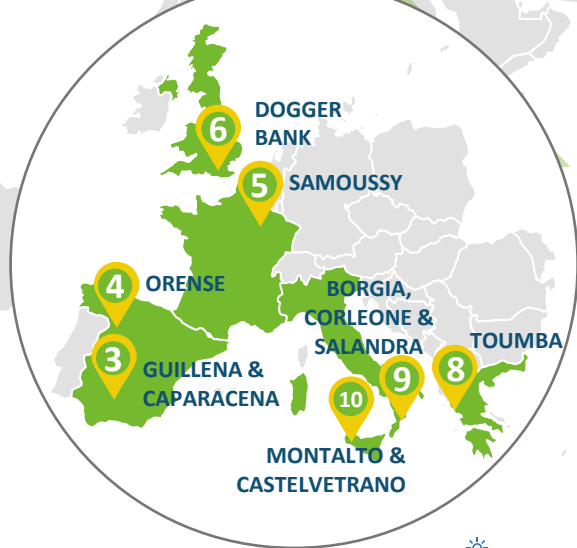 6
DOGGER
BANK
5
SAMOUSSY
4
ORENSE
3
GUILLENA &
CAPARACENA
BORGIA,
CORLEONE &
SALANDRA
9
TOUMBA
8
10
MONTALTO &
CASTELVETRANO